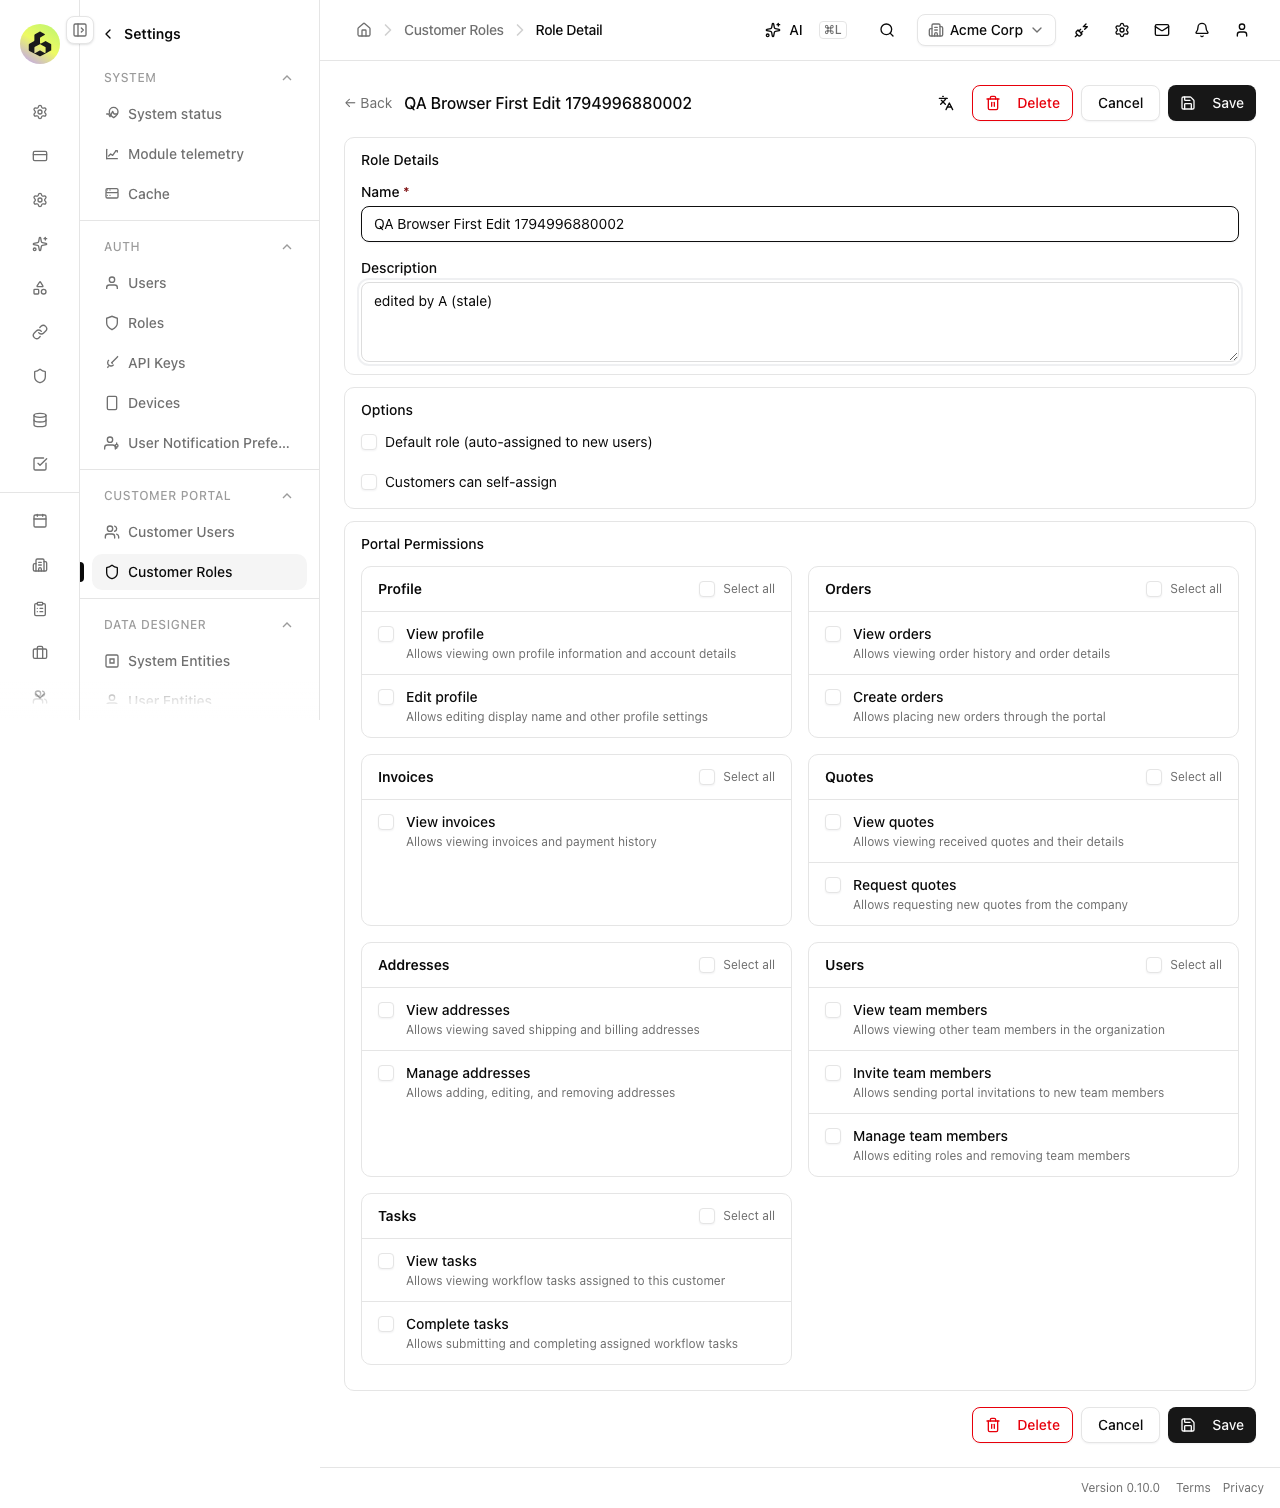 Settings
SYSTEM
System status
Module telemetry
Cache
AUTH
Users
Roles
API Keys
Devices
User Notification Prefe...
CUSTOMER PORTAL
Customer Users
Customer Roles
DATA DESIGNER
System Entities
User Entities
Customer Roles
Role Detail
AI
⌘L
Acme Corp
← Back
QA Browser First Edit 1794996880002
Delete
Cancel
Save
Role Details
Name *
QA Browser First Edit 1794996880002
Description
edited by A (stale)
Options
Default role (auto-assigned to new users)
Customers can self-assign
Portal Permissions
Profile
Select all
View profile
Allows viewing own profile information and account details
Edit profile
Allows editing display name and other profile settings
Orders
Select all
View orders
Allows viewing order history and order details
Create orders
Allows placing new orders through the portal
Invoices
Select all
View invoices
Allows viewing invoices and payment history
Quotes
Select all
View quotes
Allows viewing received quotes and their details
Request quotes
Allows requesting new quotes from the company
Addresses
Select all
View addresses
Allows viewing saved shipping and billing addresses
Manage addresses
Allows adding, editing, and removing addresses
Users
Select all
View team members
Allows viewing other team members in the organization
Invite team members
Allows sending portal invitations to new team members
Manage team members
Allows editing roles and removing team members
Tasks
Select all
View tasks
Allows viewing workflow tasks assigned to this customer
Complete tasks
Allows submitting and completing assigned workflow tasks
Delete
Cancel
Save
Version 0.10.0
Terms
Privacy